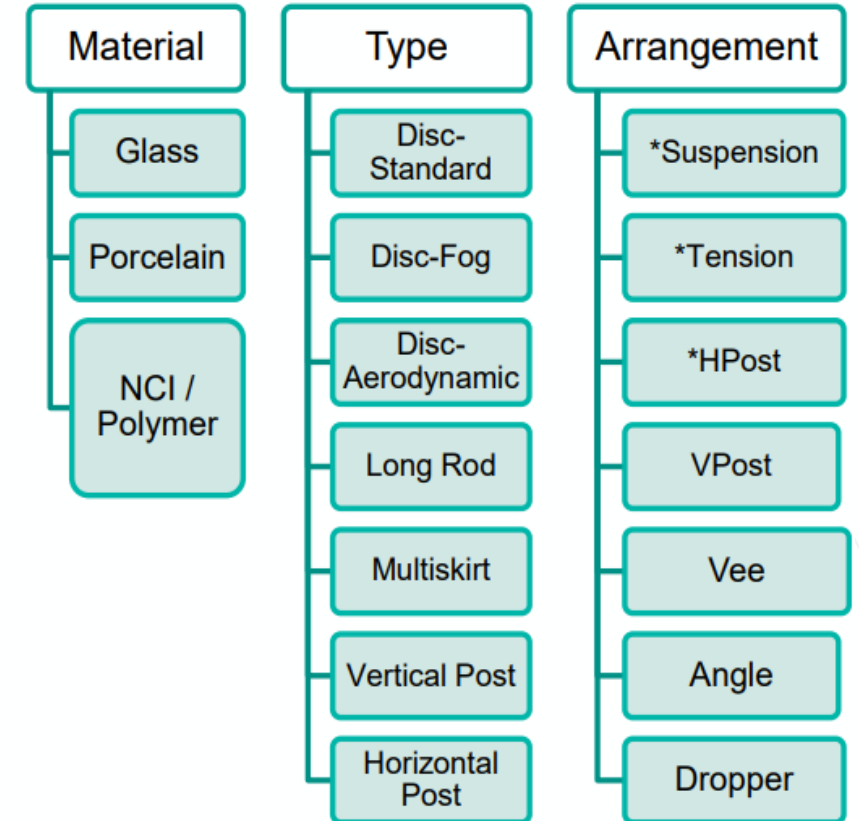 Material
Glass
Porcelain
NCI /
Polymer
Type
Disc-
Standard
Disc-Fog
Disc-
Aerodynamic
Long Rod
Multiskirt
Vertical Post
Horizontal
Post
Arrangement
*Suspension
*Tension
*HPost
VPost
Vee
Angle
Dropper